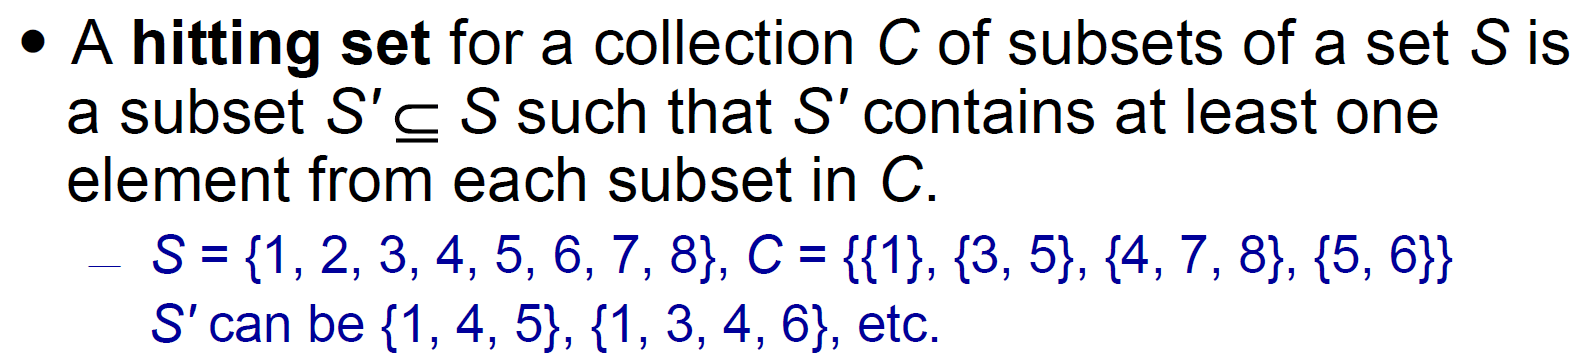 • A hitting set for a collection C of subsets of a set S is
a subset S′ ⊆ S such that S′ contains at least one
element from each subset in C.
— S = {1, 2, 3, 4, 5, 6, 7, 8}, C = {{1}, {3, 5}, {4, 7, 8}, {5, 6}}
S′ can be {1, 4, 5}, {1, 3, 4, 6}, etc.